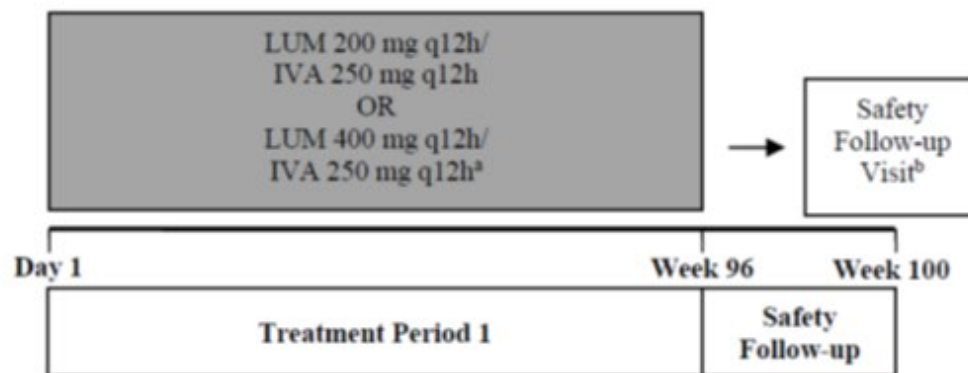 LUM 200 mg q12h/
IVA 250 mg q12h
OR
LUM 400 mg q12h/
IVA 250 mg q12hᵃ
Safety
Follow-up
Visitᵇ
Day 1
Week 96
Week 100
Treatment Period 1
Safety
Follow-up